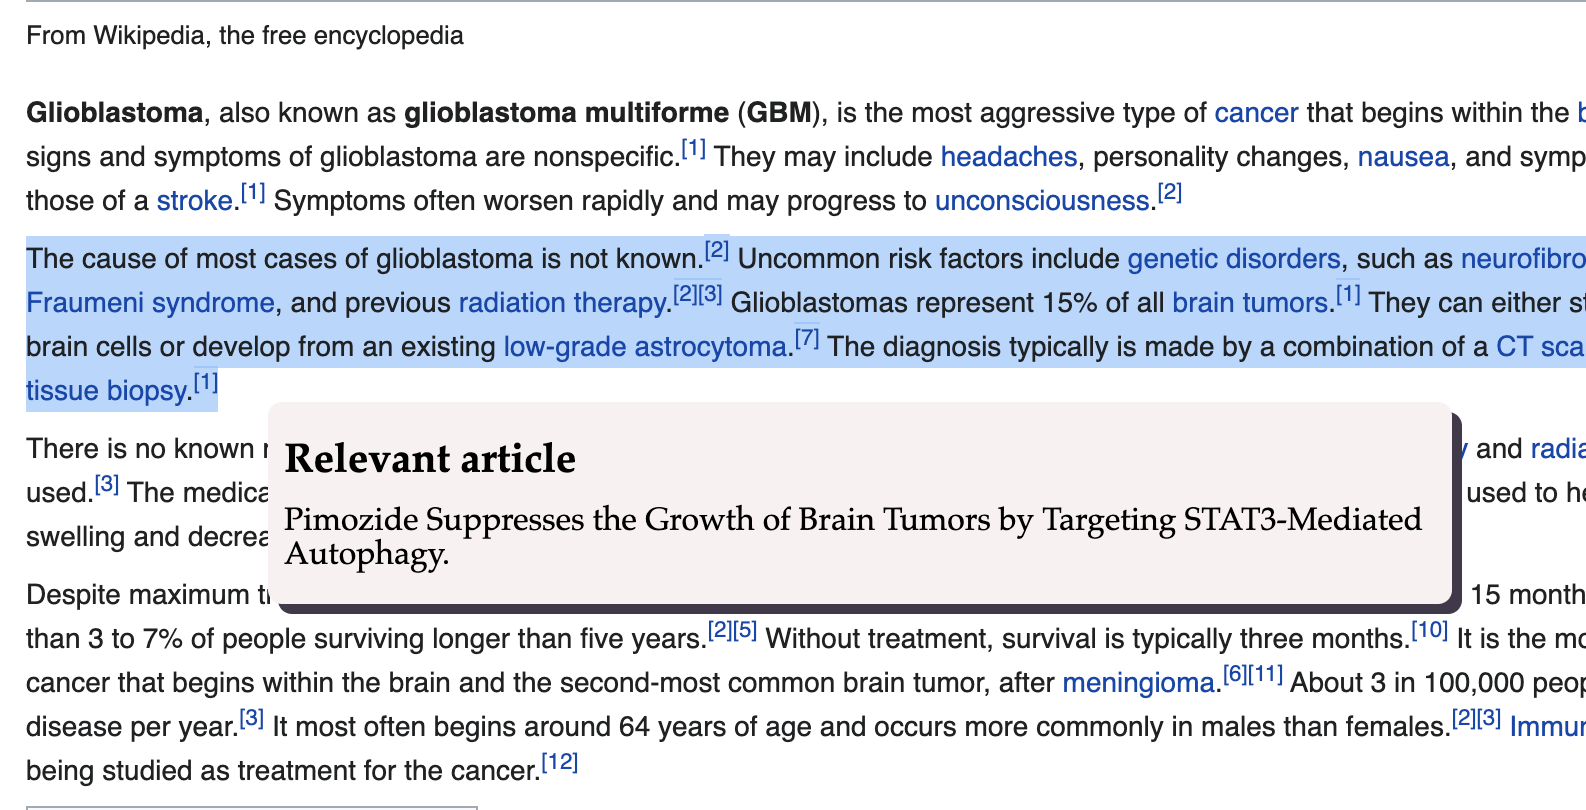 From Wikipedia, the free encyclopedia
Glioblastoma, also known as glioblastoma multiforme (GBM), is the most aggressive type of cancer that begins within the
signs and symptoms of glioblastoma are nonspecific.[1] They may include headaches, personality changes, nausea, and symp
those of a stroke.[1] Symptoms often worsen rapidly and may progress to unconsciousness.[2]
The cause of most cases of glioblastoma is not known.[2] Uncommon risk factors include genetic disorders, such as neurofibro
Fraumeni syndrome, and previous radiation therapy.[2][3] Glioblastomas represent 15% of all brain tumors.[1] They can either st
brain cells or develop from an existing low-grade astrocytoma.[7] The diagnosis typically is made by a combination of a CT sca
tissue biopsy.[1]
There is no known and radia
used.[3] The medica used to he
swelling and decrea
Relevant article
Pimozide Suppresses the Growth of Brain Tumors by Targeting STAT3-Mediated
Autophagy.
Despite maximum t 15 month
than 3 to 7% of people surviving longer than five years.[2][5] Without treatment, survival is typically three months.[10] It is the mo
cancer that begins within the brain and the second-most common brain tumor, after meningioma.[6][11] About 3 in 100,000 peop
disease per year.[3] It most often begins around 64 years of age and occurs more commonly in males than females.[2][3] Immun
being studied as treatment for the cancer.[12]